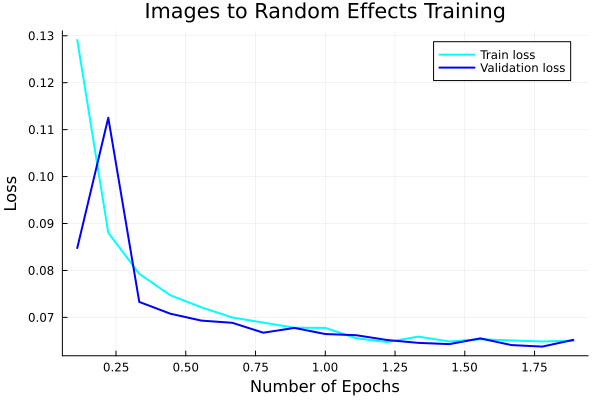 Images to Random Effects Training
Train loss
Validation loss
Loss
0.13
0.12
0.11
0.10
0.09
0.08
0.07
0.25
0.50
0.75
1.00
1.25
1.50
1.75
Number of Epochs